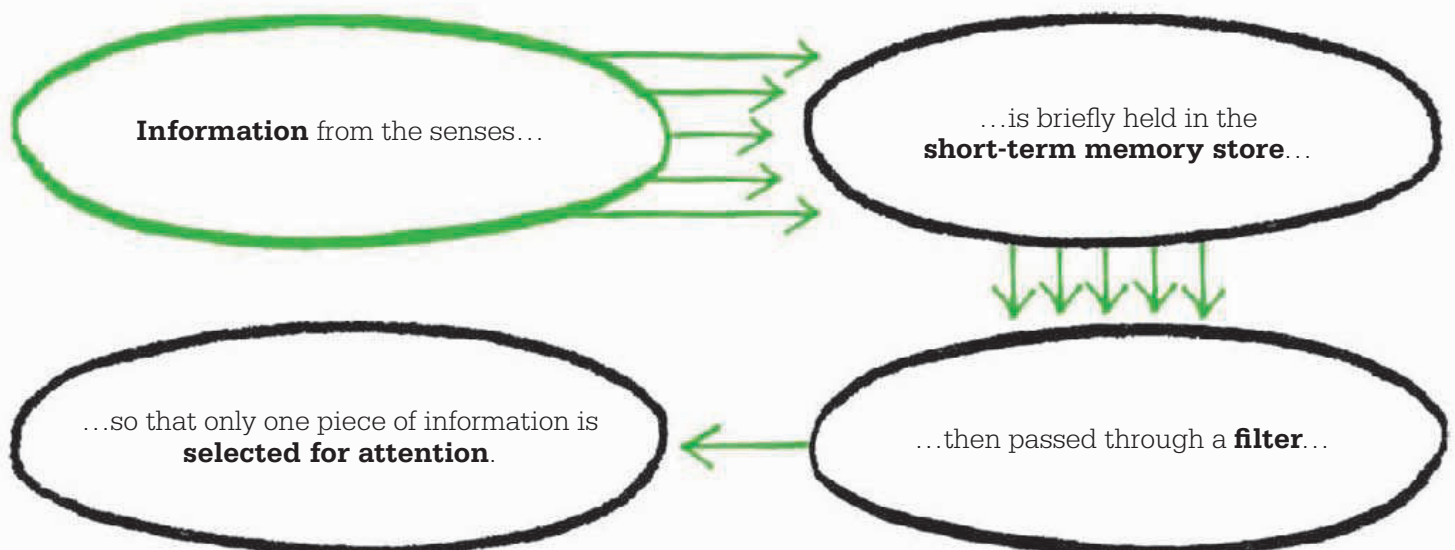 Information from the senses…
…is briefly held in the
short-term memory store…
…then passed through a filter…
…so that only one piece of information is
selected for attention.